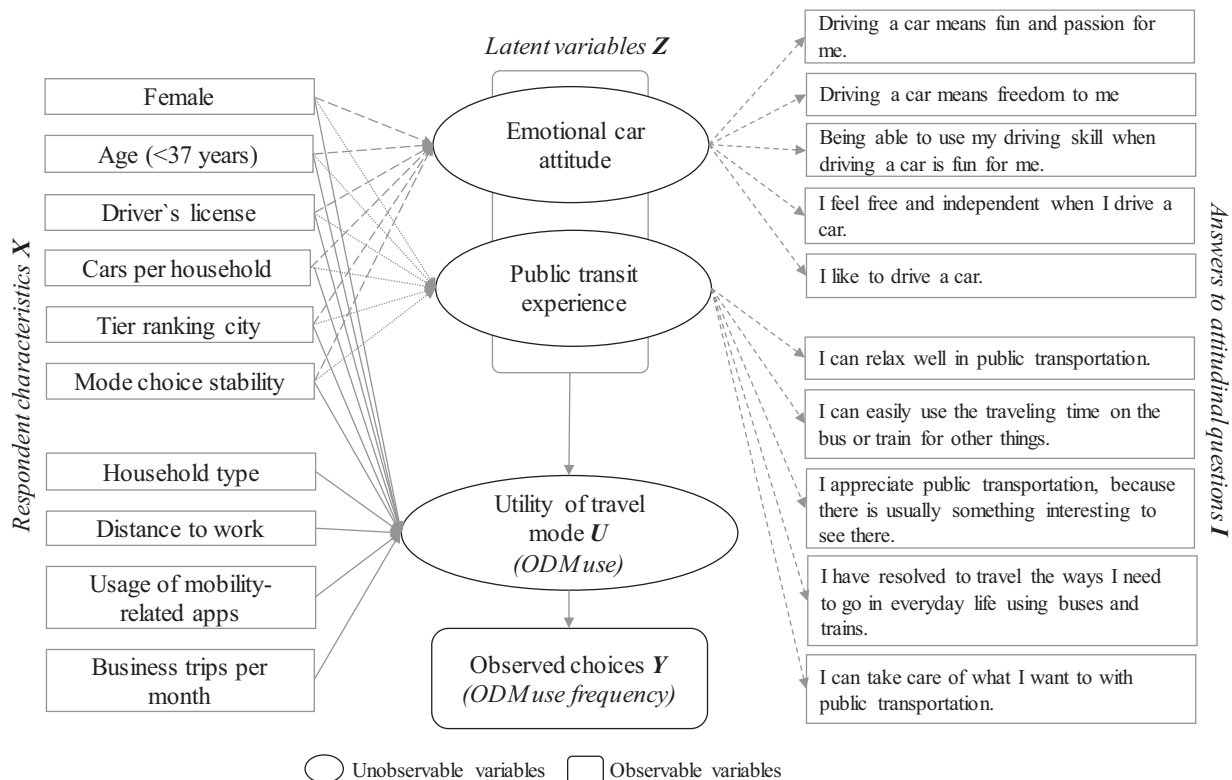 Respondent characteristics X
Female
Age (<37 years)
Driver`s license
Cars per household
Tier ranking city
Mode choice stability
Household type
Distance to work
Usage of mobility-
related apps
Business trips per
month
Latent variables Z
Emotional car
attitude
Public transit
experience
Utility of travel
mode U
(ODM use)
Observed choices Y
(ODM use frequency)
Driving a car means fun and passion for
me.
Driving a car means freedom to me
Being able to use my driving skill when
driving a car is fun for me.
I feel free and independent when I drive a
car.
I like to drive a car.
I can relax well in public transportation.
I can easily use the traveling time on the
bus or train for other things.
I appreciate public transportation, because
there is usually something interesting to
see there.
I have resolved to travel the ways I need
to go in everyday life using buses and
trains.
I can take care of what I want to with
public transportation.
Answers to attitudinal questions I
Unobservable variables
Observable variables